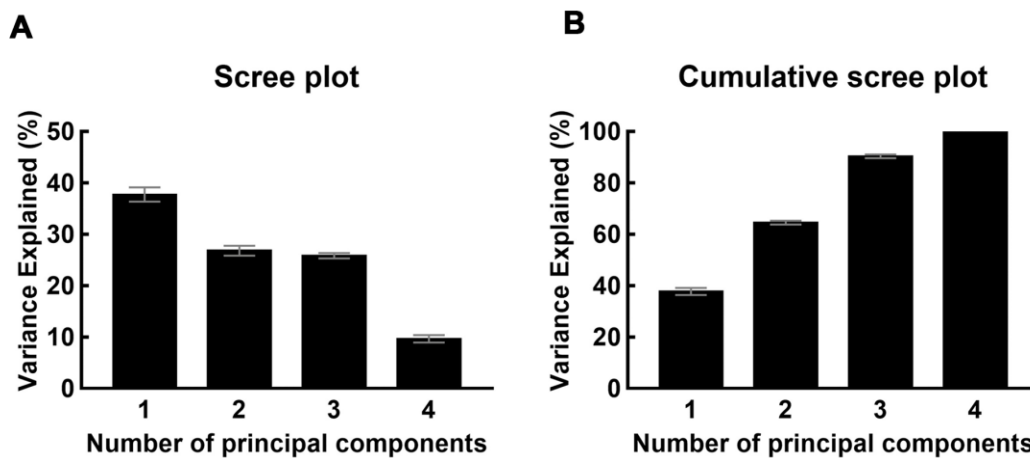 A
Scree plot
Variance Explained (%)
50
40
30
20
10
0
1 2 3 4
Number of principal components
B
Cumulative scree plot
Variance Explained (%)
100
80
60
40
20
0
1 2 3 4
Number of principal components